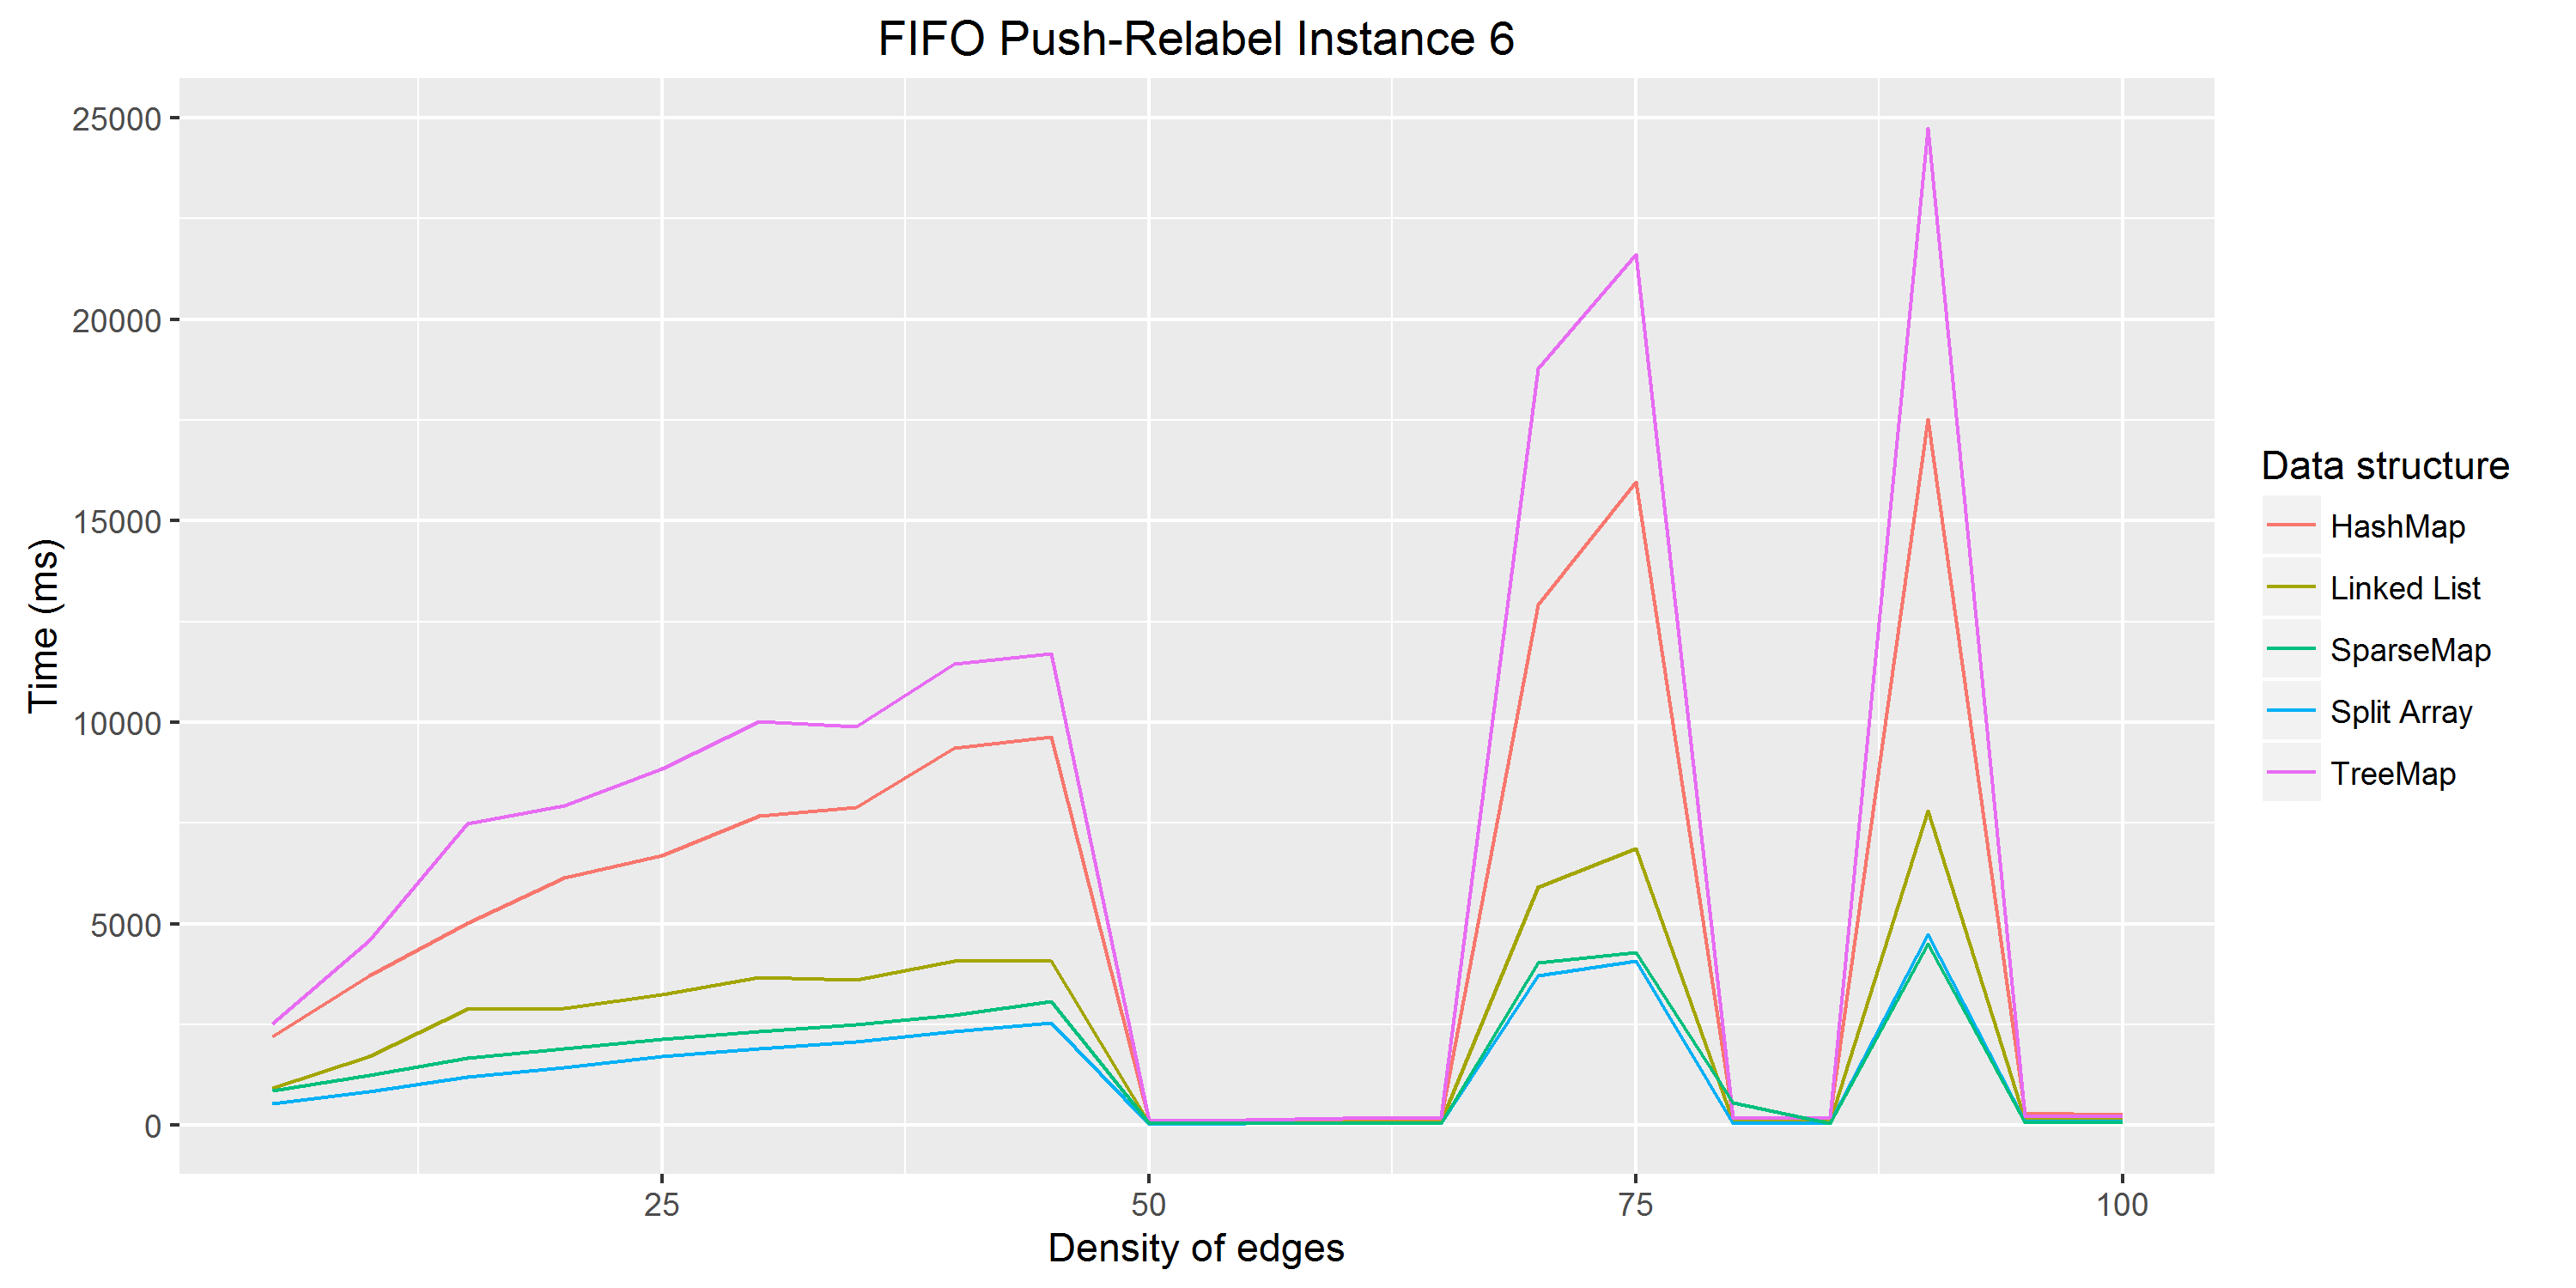 FIFO Push-Relabel Instance 6
25000
20000
15000
10000
5000
0
Time (ms)
25 50 75 100
Density of edges
Data structure
HashMap
Linked List
SparseMap
Split Array
TreeMap